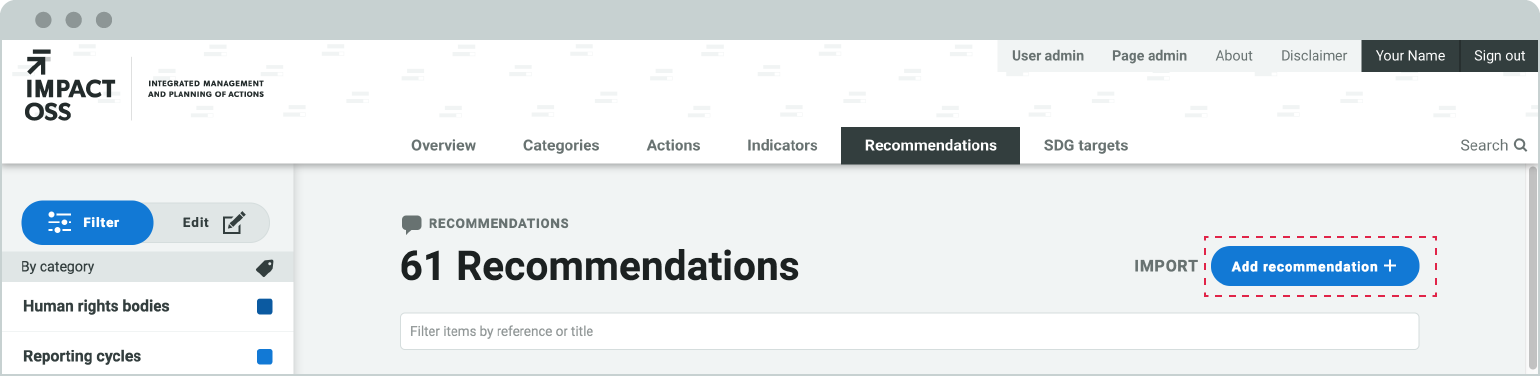 User admin Page admin About Disclaimer Your Name Sign out
IMPACT
OSS
INTEGRATED MANAGEMENT
AND PLANNING OF ACTIONS
Overview Categories Actions Indicators Recommendations SDG targets Search
Filter Edit
By category
Human rights bodies
Reporting cycles
RECOMMENDATIONS
61 Recommendations
IMPORT Add recommendation +
Filter items by reference or title